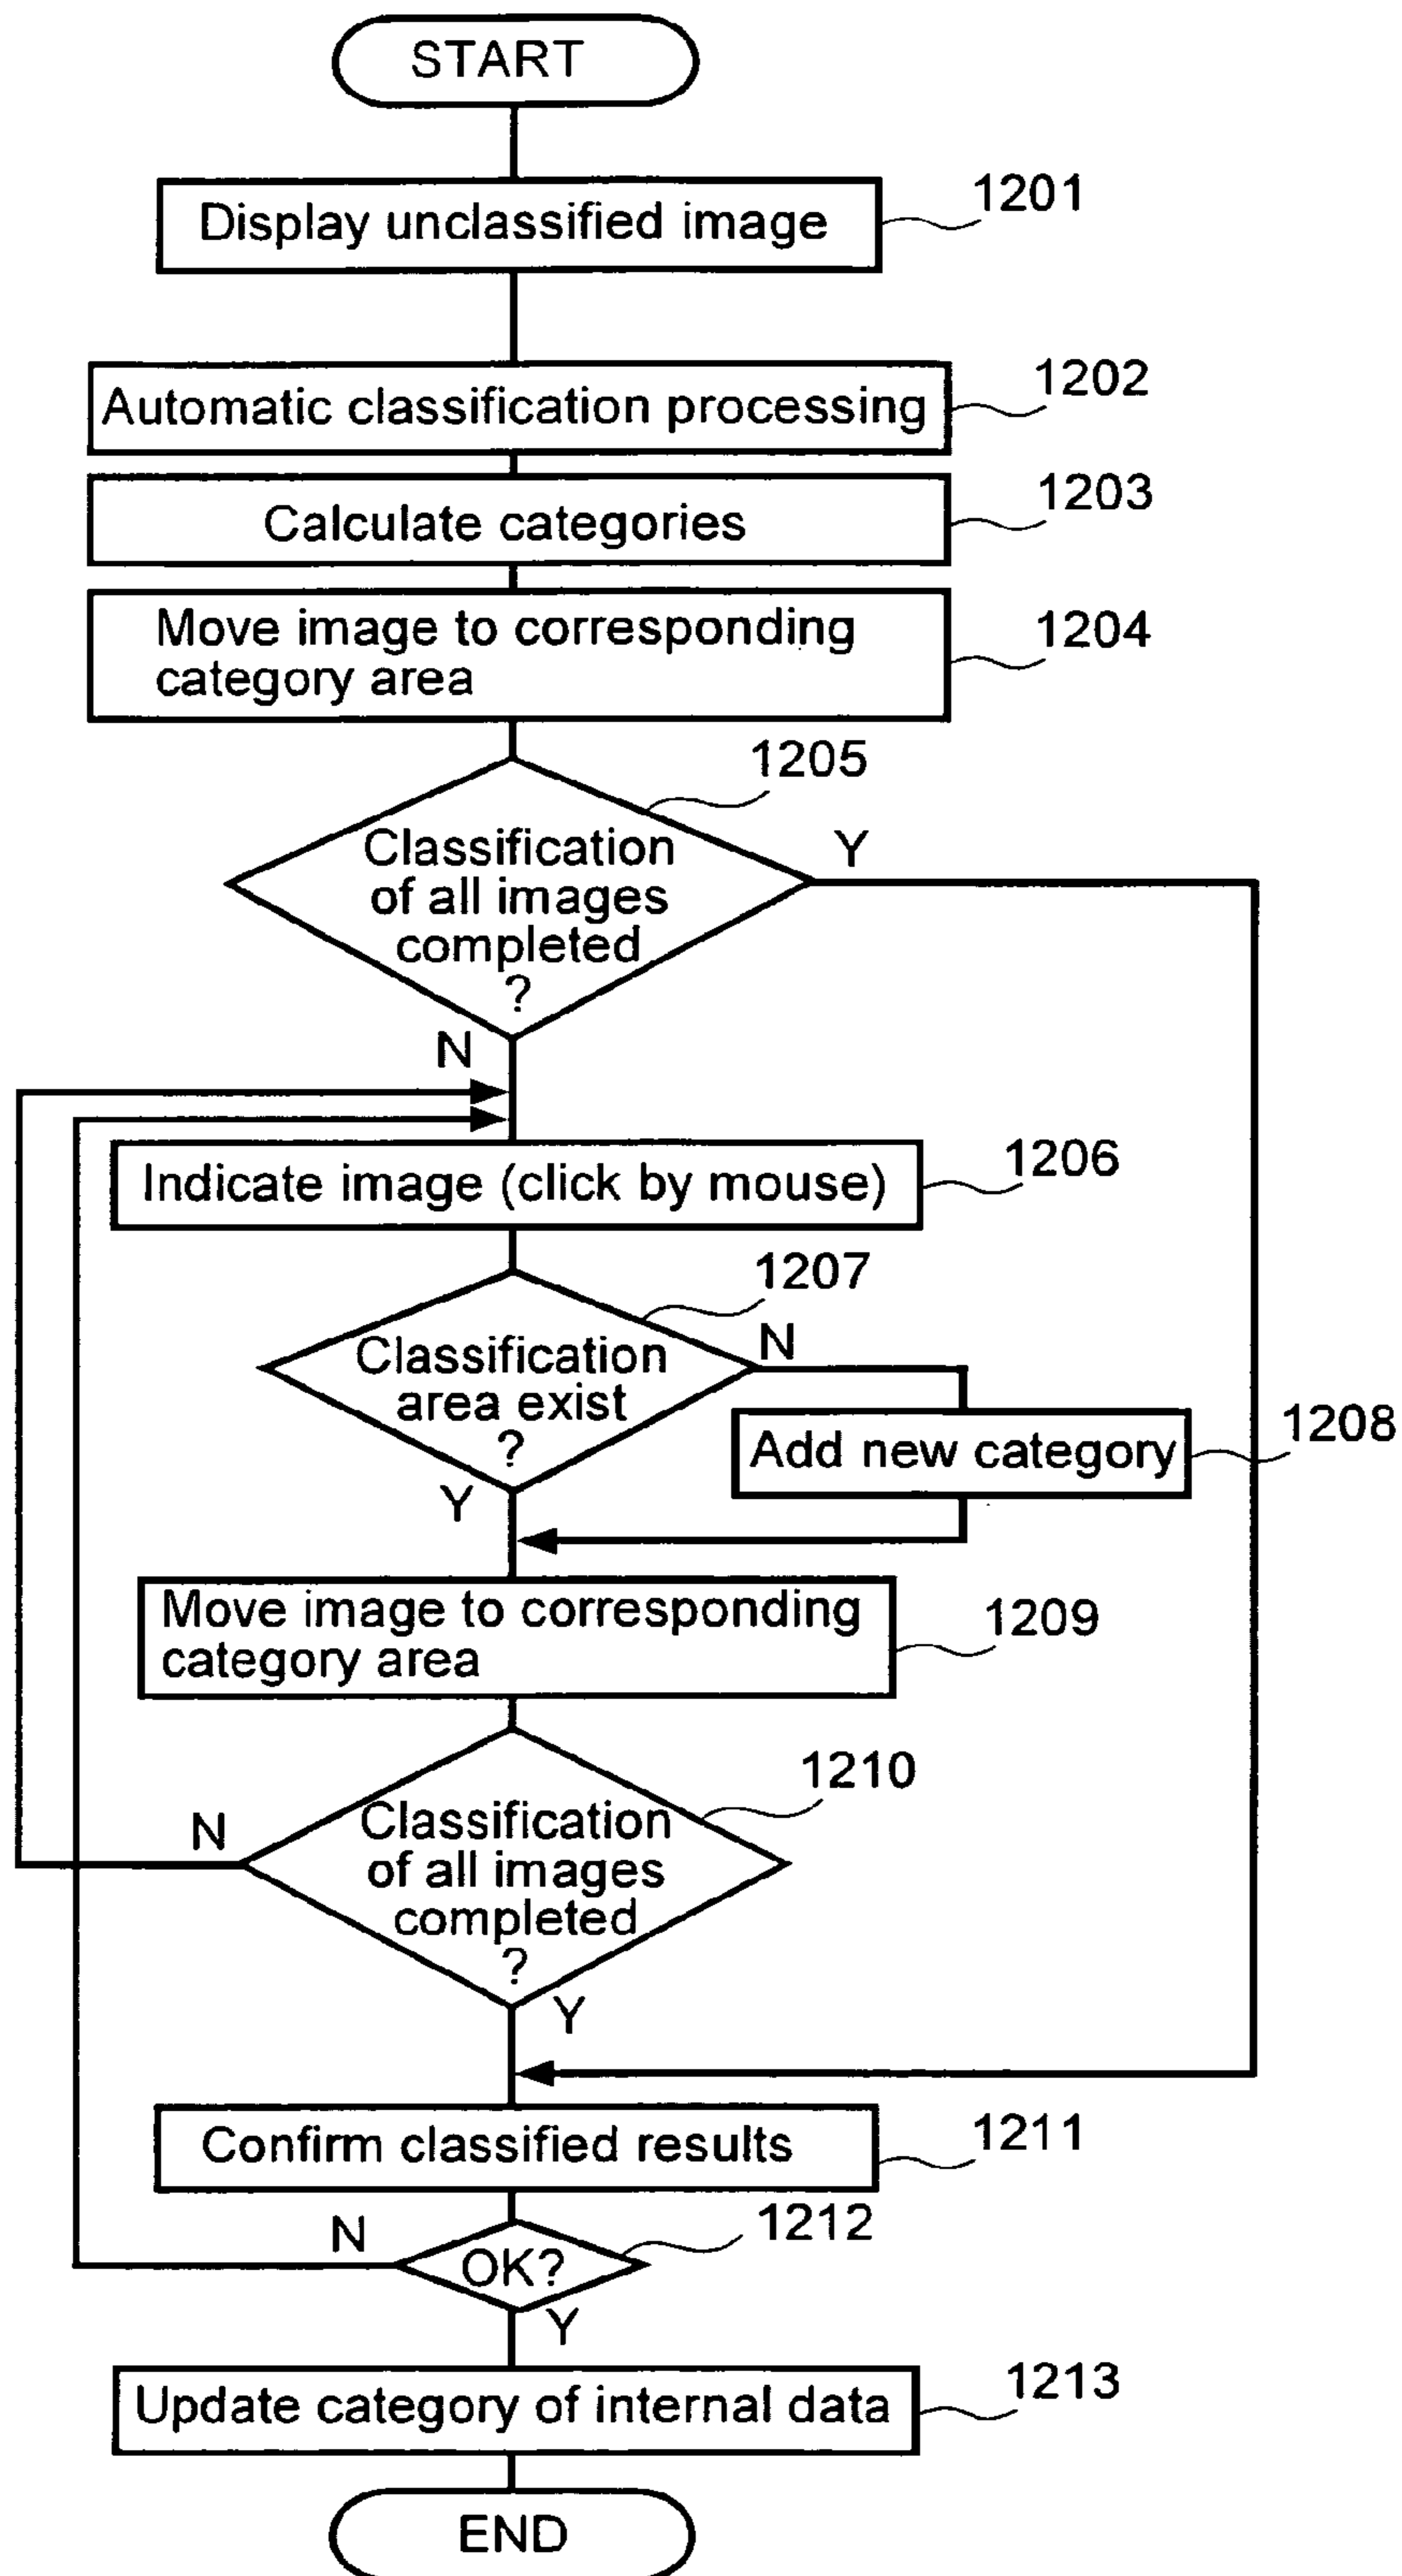 START
Display unclassified image
1201
Automatic classification processing
1202
Calculate categories
1203
Move image to corresponding
category area
1204
1205
Classification
of all images
completed
?
Y
N
Indicate image (click by mouse)
1206
1207
Classification
area exist
?
N
Y
Add new category
1208
Move image to corresponding
category area
1209
1210
Classification
of all images
completed
?
N
Y
Confirm classified results
1211
1212
OK?
N
Y
Update category of internal data
1213
END